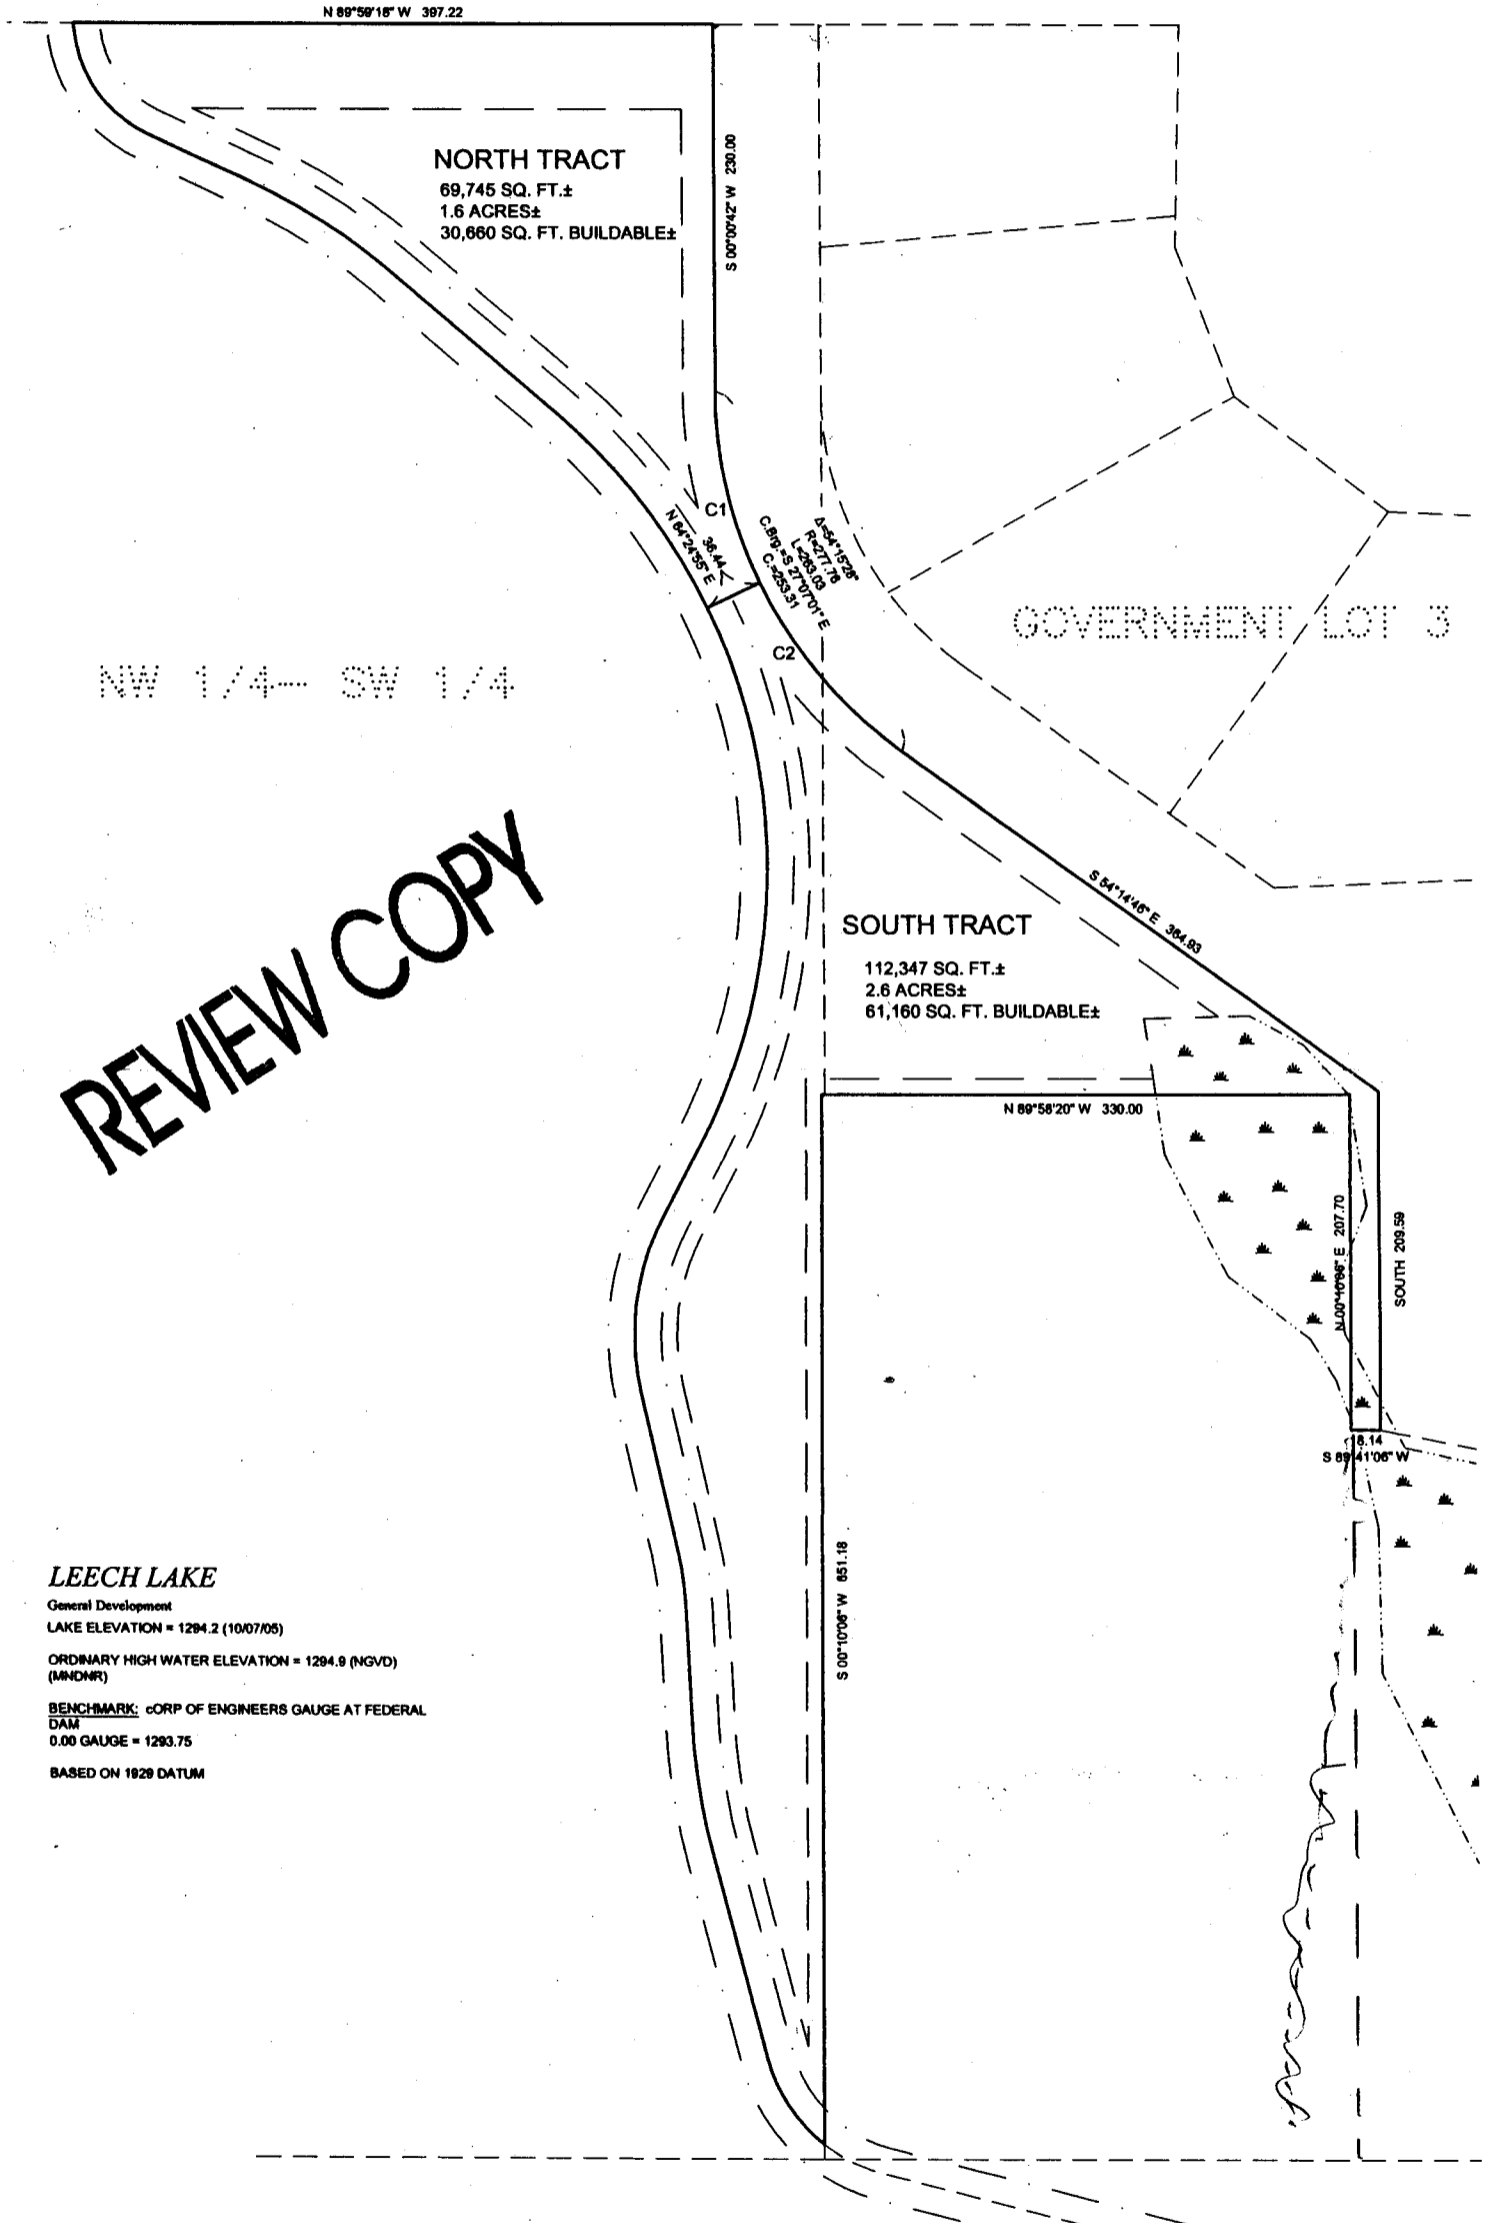 N 89°59'18" W 397.22
NORTH TRACT
69,745 SQ. FT.±
1.6 ACRES±
30,660 SQ. FT. BUILDABLE±
S 00°00'42" W 230.00
C1
36.44
N 64°24'55" E
Δ=54°15'28"
R=277.76
L=263.03
C.Brg.=S 27°07'01" E
C.=253.31
C2
GOVERNMENT LOT 3
NW 1/4-- SW 1/4
REVIEW COPY
S 54°14'46" E 364.93
SOUTH TRACT
112,347 SQ. FT.±
2.6 ACRES±
61,160 SQ. FT. BUILDABLE±
N 89°58'20" W 330.00
N 00°10'06" E 207.70
SOUTH 209.59
18.14
S 89°41'06" W
S 00°10'06" W 651.18
LEECH LAKE
General Development
LAKE ELEVATION = 1294.2 (10/07/05)
ORDINARY HIGH WATER ELEVATION = 1294.9 (NGVD)
(MNDNR)
BENCHMARK: cORP OF ENGINEERS GAUGE AT FEDERAL
DAM
0.00 GAUGE = 1293.75
BASED ON 1929 DATUM